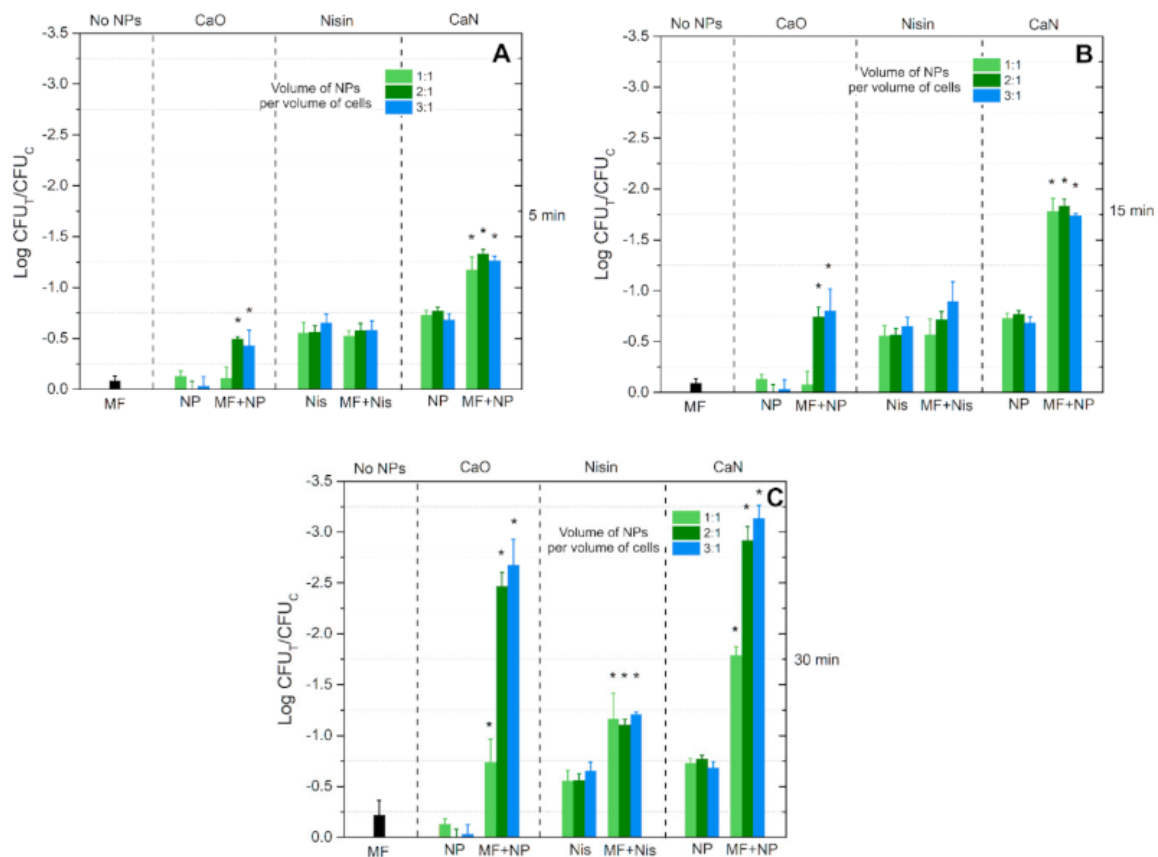 No NPs CaO Nisin CaN
A
-3.5
-3.0
-2.5
-2.0
-1.5
-1.0
-0.5
0.0
Log CFU_T/CFU_C
Volume of NPs
per volume of cells
1:1
2:1
3:1
* * * * *
5 min
MF NP MF+NP Nis MF+Nis NP MF+NP
No NPs CaO Nisin CaN
B
-3.5
-3.0
-2.5
-2.0
-1.5
-1.0
-0.5
0.0
Log CFU_T/CFU_C
Volume of NPs
per volume of cells
1:1
2:1
3:1
* * * * *
15 min
MF NP MF+NP Nis MF+Nis NP MF+NP
No NPs CaO Nisin CaN
C
-3.5
-3.0
-2.5
-2.0
-1.5
-1.0
-0.5
0.0
Log CFU_T/CFU_C
Volume of NPs
per volume of cells
1:1
2:1
3:1
* * * * * * * * *
30 min
MF NP MF+NP Nis MF+Nis NP MF+NP